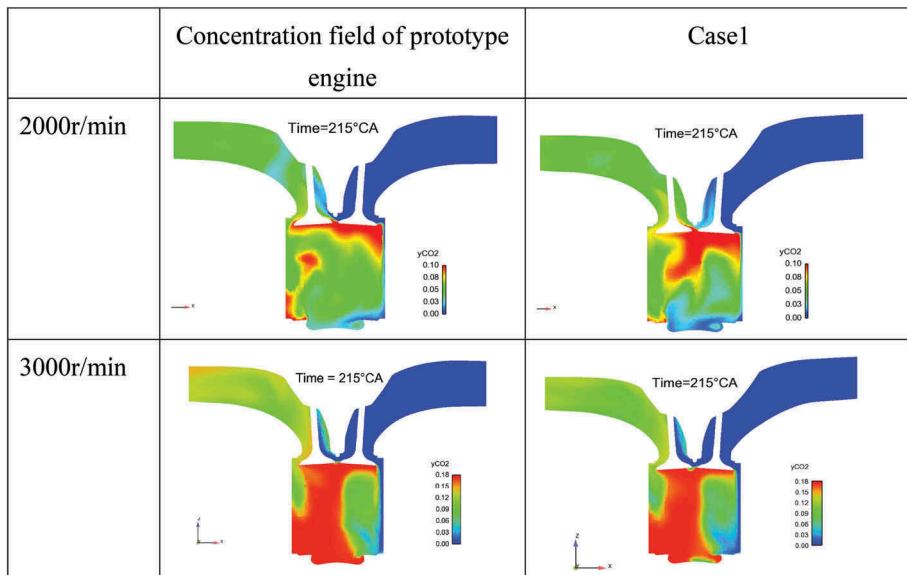 Concentration field of prototype
engine
Case1
2000r/min
Time=215°CA
yCO2
0.10
0.08
0.05
0.03
0.00
x
Time=215°CA
yCO2
0.10
0.08
0.05
0.03
0.00
x
3000r/min
Time = 215°CA
yCO2
0.18
0.15
0.12
0.09
0.06
0.03
0.00
x
Time=215°CA
yCO2
0.18
0.15
0.12
0.09
0.06
0.03
0.00
z
x